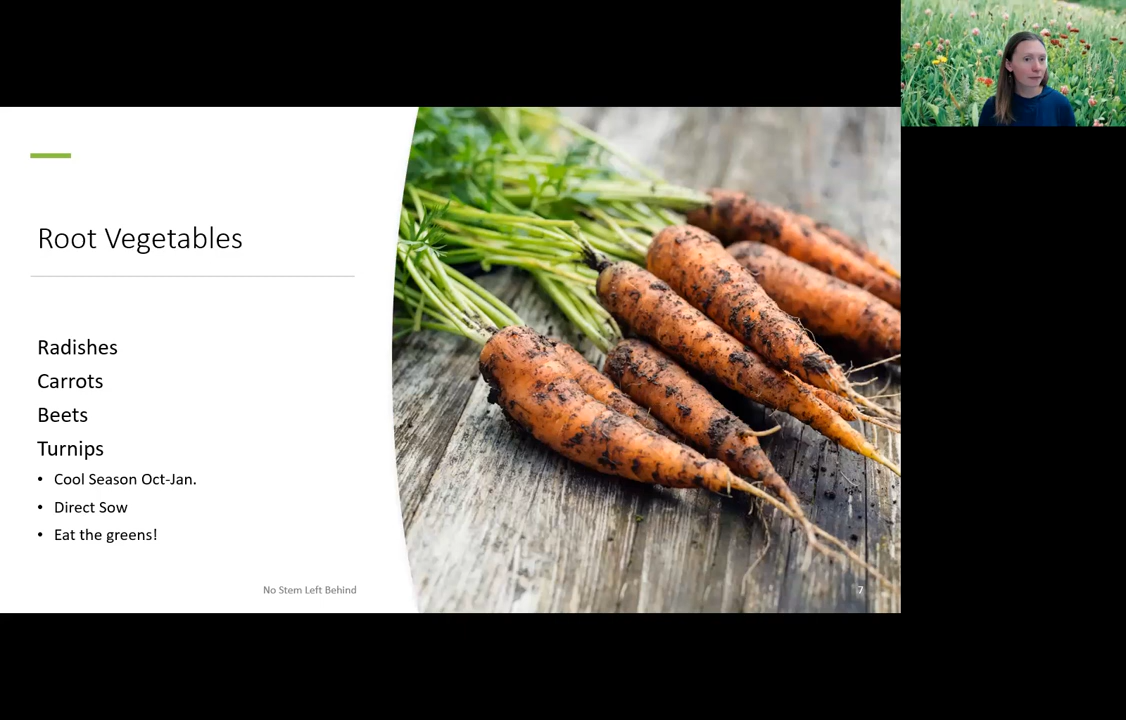 Root Vegetables
Radishes
Carrots
Beets
Turnips
• Cool Season Oct-Jan.
• Direct Sow
• Eat the greens!
No Stem Left Behind
7